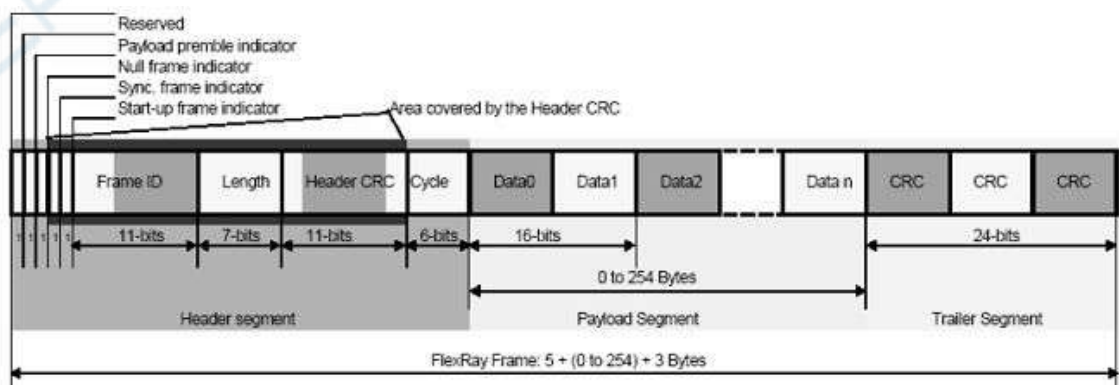 Reserved
Payload premble indicator
Null frame indicator
Sync. frame indicator
Start-up frame indicator
Area covered by the Header CRC
Frame ID Length Header CRC Cycle Data0 Data1 Data2 Data n CRC CRC CRC
1 1 1 1 1 11-bits 7-bits 11-bits 6-bits 16-bits 24-bits
0 to 254 Bytes
Header segment Payload Segment Trailer Segment
FlexRay Frame: 5 + (0 to 254) + 3 Bytes